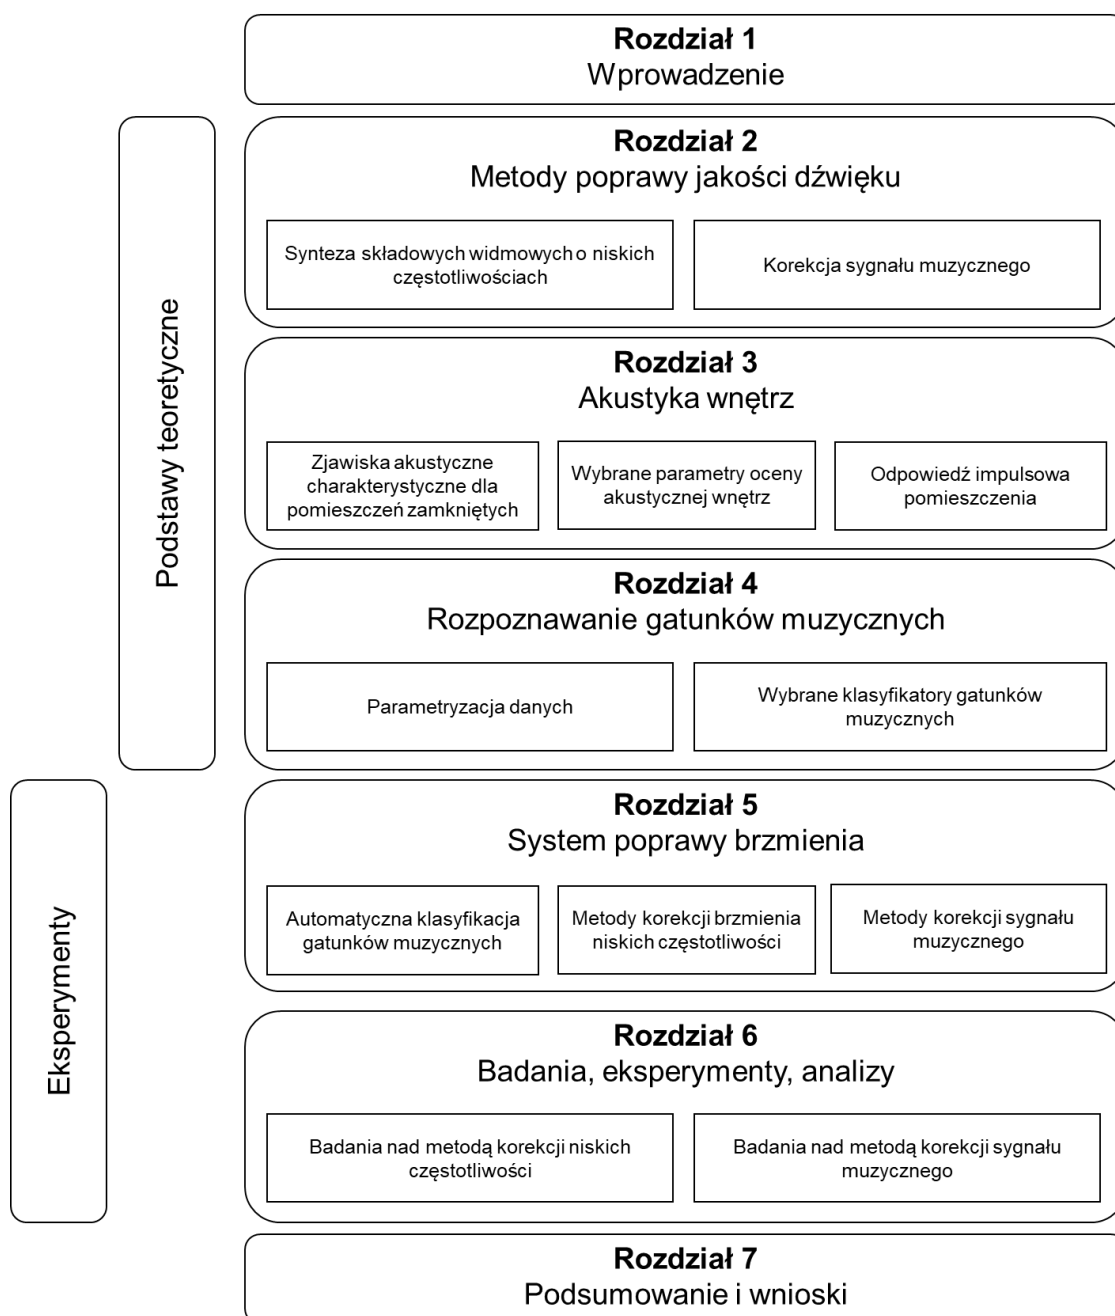 Rozdział 1
Wprowadzenie
Podstawy teoretyczne
Rozdział 2
Metody poprawy jakości dźwięku
Synteza składowych widmowych o niskich
częstotliwościach
Korekcja sygnału muzycznego
Rozdział 3
Akustyka wnętrz
Zjawiska akustyczne
charakterystyczne dla
pomieszczeń zamkniętych
Wybrane parametry oceny
akustycznej wnętrz
Odpowiedź impulsowa
pomieszczenia
Rozdział 4
Rozpoznawanie gatunków muzycznych
Parametryzacja danych
Wybrane klasyfikatory gatunków
muzycznych
Eksperymenty
Rozdział 5
System poprawy brzmienia
Automatyczna klasyfikacja
gatunków muzycznych
Metody korekcji brzmienia
niskich częstotliwości
Metody korekcji sygnału
muzycznego
Rozdział 6
Badania, eksperymenty, analizy
Badania nad metodą korekcji niskich
częstotliwości
Badania nad metodą korekcji sygnału
muzycznego
Rozdział 7
Podsumowanie i wnioski